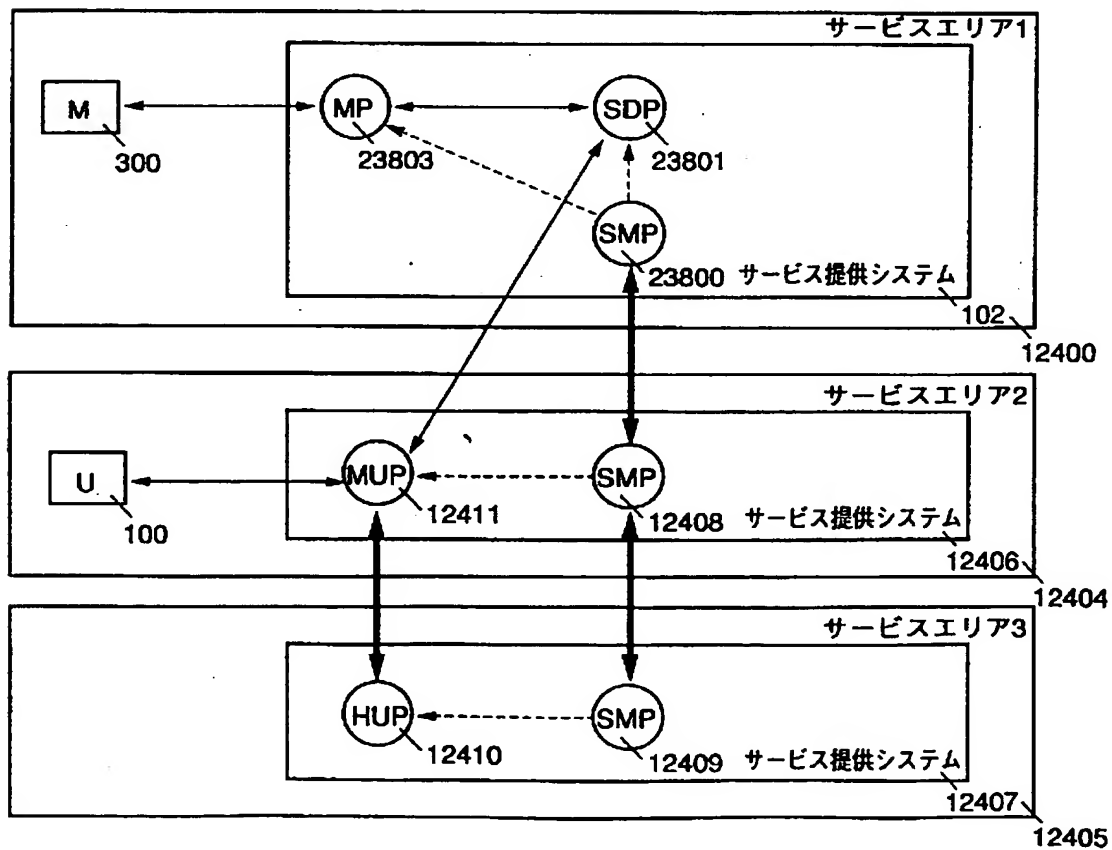 サービスエリア1
M
300
MP
23803
SDP
23801
SMP
23800
サービス提供システム
102
12400
サービスエリア2
U
100
MUP
12411
SMP
12408
サービス提供システム
12406
12404
サービスエリア3
HUP
12410
SMP
12409
サービス提供システム
12407
12405